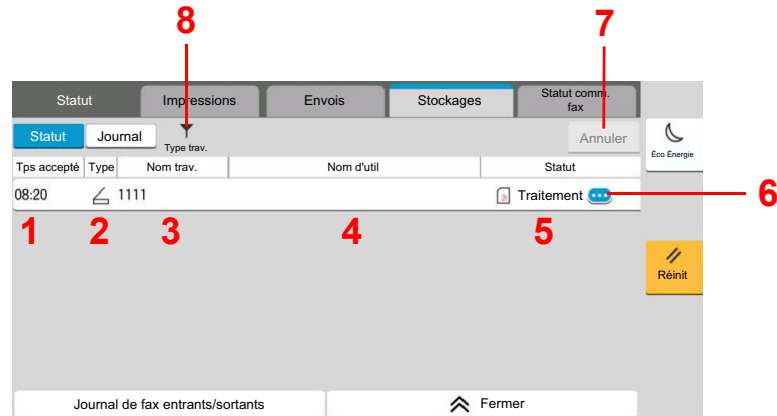 8
7
Statut
Impressions
Envois
Stockages
Statut comm.
fax
Statut
Journal
Type trav.
Annuler
Éco Énergie
Tps accepté
Type
Nom trav.
Nom d'util
Statut
08:20
1111
Traitement
6
1
2
3
4
5
Réinit
Journal de fax entrants/sortants
Fermer